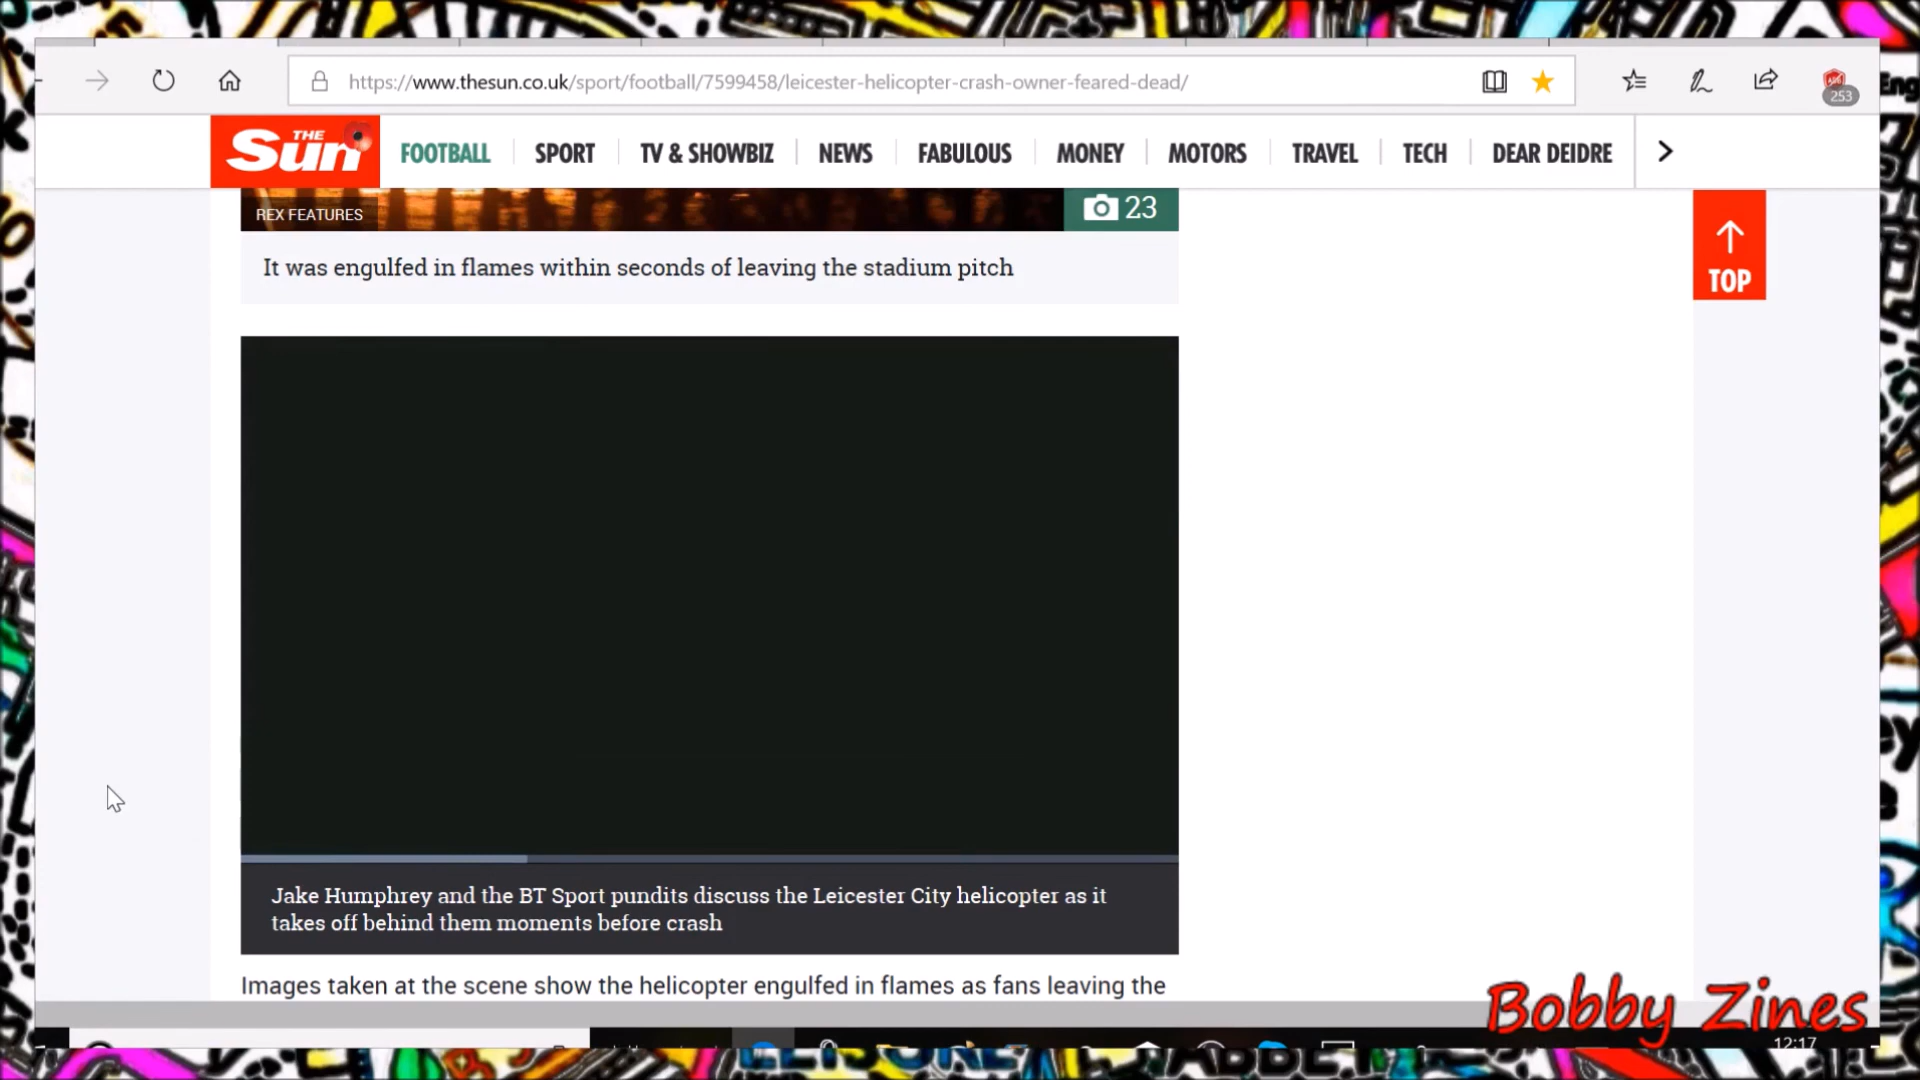 https://www.thesun.co.uk/sport/football/7599458/leicester-helicopter-crash-owner-feared-dead/
ABP
253
THE Sun
FOOTBALL SPORT TV & SHOWBIZ NEWS FABULOUS MONEY MOTORS TRAVEL TECH DEAR DEIDRE
REX FEATURES
23
TOP
It was engulfed in flames within seconds of leaving the stadium pitch
Jake Humphrey and the BT Sport pundits discuss the Leicester City helicopter as it
takes off behind them moments before crash
Images taken at the scene show the helicopter engulfed in flames as fans leaving the
Bobby Zines
12:17